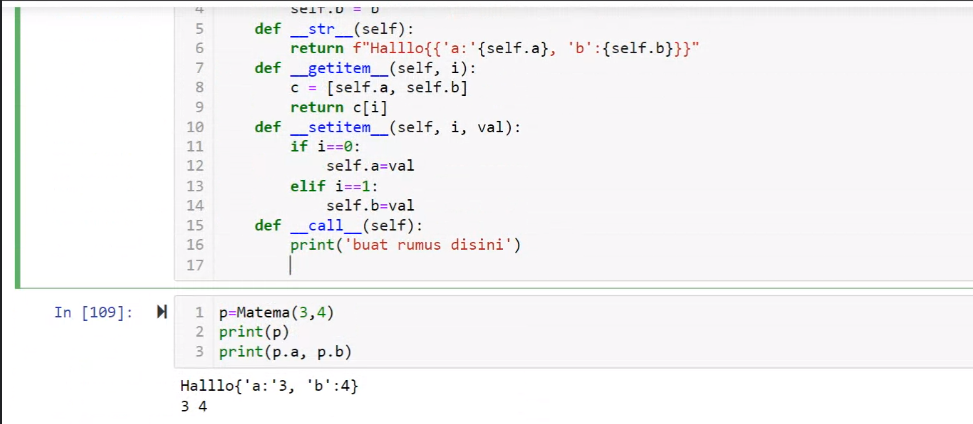 4 self.b = b
5 def __str__(self):
6 return f"Halllo{{'a:'{self.a}, 'b':{self.b}}}"
7 def __getitem__(self, i):
8 c = [self.a, self.b]
9 return c[i]
10 def __setitem__(self, i, val):
11 if i==0:
12 self.a=val
13 elif i==1:
14 self.b=val
15 def __call__(self):
16 print('buat rumus disini')
17
In [109]:
1 p=Matema(3,4)
2 print(p)
3 print(p.a, p.b)
Halllo{'a:'3, 'b':4}
3 4